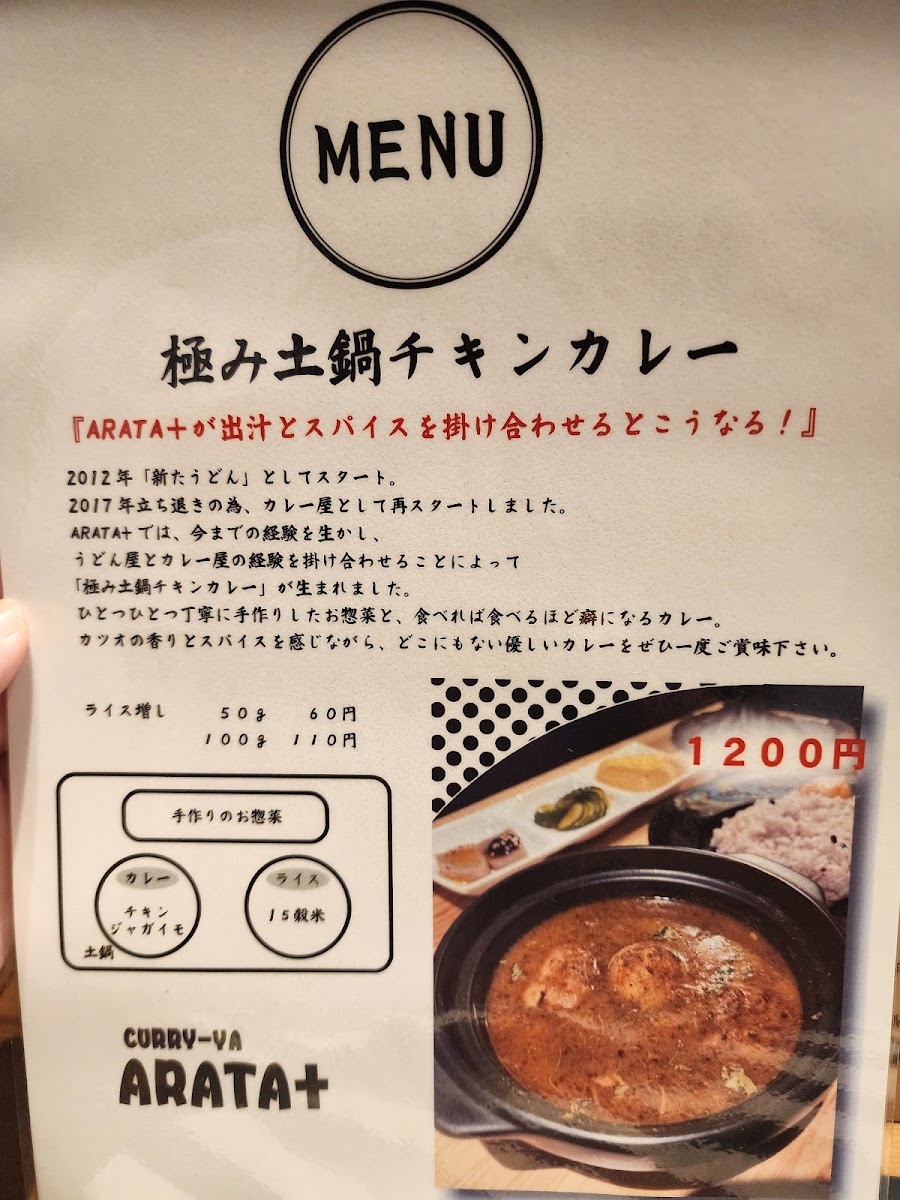 MENU
極み土鍋チキンカレー
『ARATA+が出汁とスパイスを掛け合わせるとこうなる!』
2012年「新たうどん」としてスタート。
2017年立ち退きの為、カレー屋として再スタートしました。
ARATA+では、今までの経験を生かし、
うどん屋とカレー屋の経験を掛け合わせることによって
「極み土鍋チキンカレー」が生まれました。
ひとつひとつ丁寧に手作りしたお惣菜と、食べれば食べるほど癖になるカレー。
カツオの香りとスパイスを感じながら、どこにもない優しいカレーをぜひ一度ご賞味下さい。
ライス増し 50g 60円
100g 110円
1200円
手作りのお惣菜
カレー
チキン
ジャガイモ
土鍋
ライス
15穀米
CURRY-YA
ARATA+